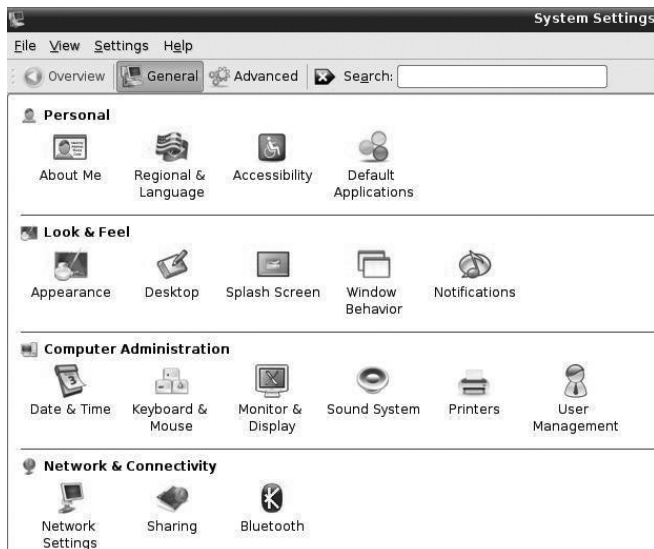 System Settings
File View Settings Help
Overview General Advanced Search:
Personal
About Me Regional & Language Accessibility Default Applications
Look & Feel
Appearance Desktop Splash Screen Window Behavior Notifications
Computer Administration
3
Date & Time Keyboard & Mouse Monitor & Display Sound System Printers User Management
Network & Connectivity
Network Settings Sharing Bluetooth